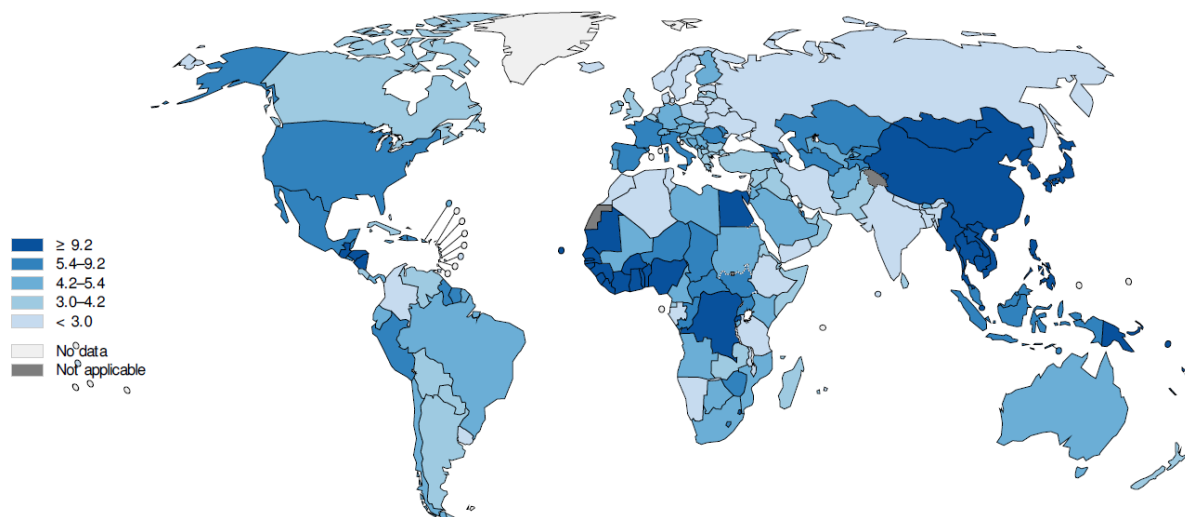 ≥ 9.2
5.4–9.2
4.2–5.4
3.0–4.2
< 3.0
No data
Not applicable